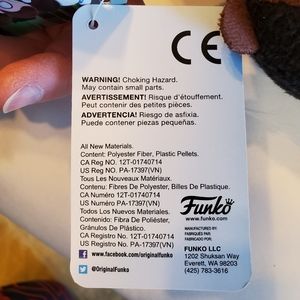 CE
WARNING! Choking Hazard.
May contain small parts.
AVERTISSEMENT! Risque d'étouffement.
Peut contenir des petites pièces.
ADVERTENCIA! Riesgo de asfixia.
Puede contener piezas pequeñas.
All New Materials.
Content: Polyester Fiber, Plastic Pellets.
CA Reg NO. 12T-01740714
US Reg NO. PA-17397(VN)
Tous Les Nouveaux Matériaux.
Contenu: Fibres De Polyester, Billes De Plastique.
CA Numéro 12T-01740714
US Numéro PA-17397(VN)
Todos Los Nuevos Materiales.
Contenido: Fibra De Poliéster,
Gránulos De Plástico.
CA Registro No. 12T-01740714
US Registro No. PA-17397(VN)
www.facebook.com/originalfunko
@OriginalFunko
Funko
www.funko.com
MANUFACTURED BY
FABRIQUÉS PAR
FABRICADO POR:
FUNKO LLC
1202 Shuksan Way
Everett, WA 98203
(425) 783-3616